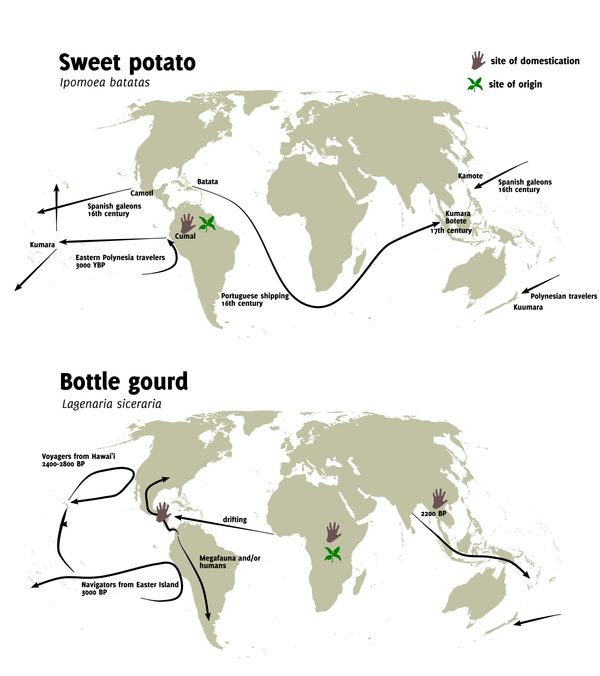 Sweet potato
Ipomoea batatas
site of domestication
site of origin
Batata
Camoti
Spanish galeons
16th century
Kamote
Spanish galeons
16th century
Kumara
Botete
17th century
Cumal
Kumara
Eastern Polynesia travelers
3000 YBP
Portuguese shipping
16th century
Polynesian travelers
Kuumara
Bottle gourd
Lagenaria siceraria
Voyagers from Hawai'i
2400-2800 BP
drifting
2200 BP
Megafauna and/or
humans
Navigators from Easter Island
3000 BP